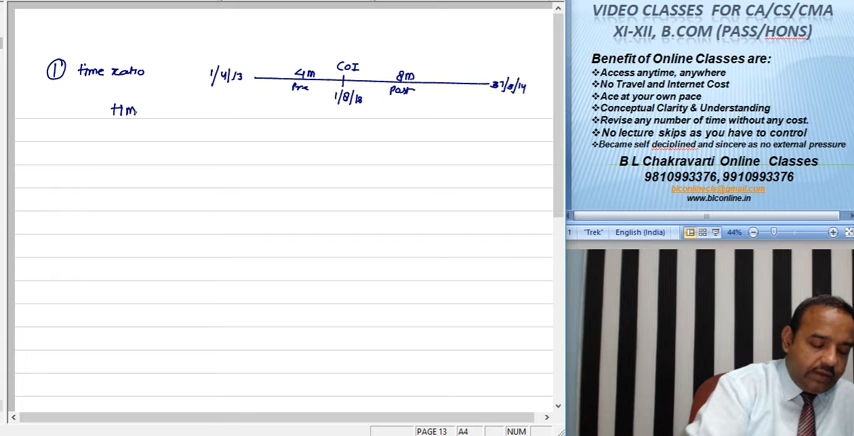 ① time ratio
1/4/13
4m
Pre
COI
1/8/13
8m
Post
31/3/14
VIDEO CLASSES FOR CA/CS/CMA
XI-XII, B.COM (PASS/HONS)
Benefit of Online Classes are:
❖Access anytime, anywhere
❖No Travel and Internet Cost
❖Ace at your own pace
❖Conceptual Clarity & Understanding
❖Revise any number of time without any cost.
❖No lecture skips as you have to control
❖Became self deciplined and sincere as no external pressure
B L Chakravarti Online Classes
9810993376, 9910993376
blconlinecls@gmail.com
www.blconline.in
1 "Trek" English (India) 44%
PAGE 13 A4 NUM